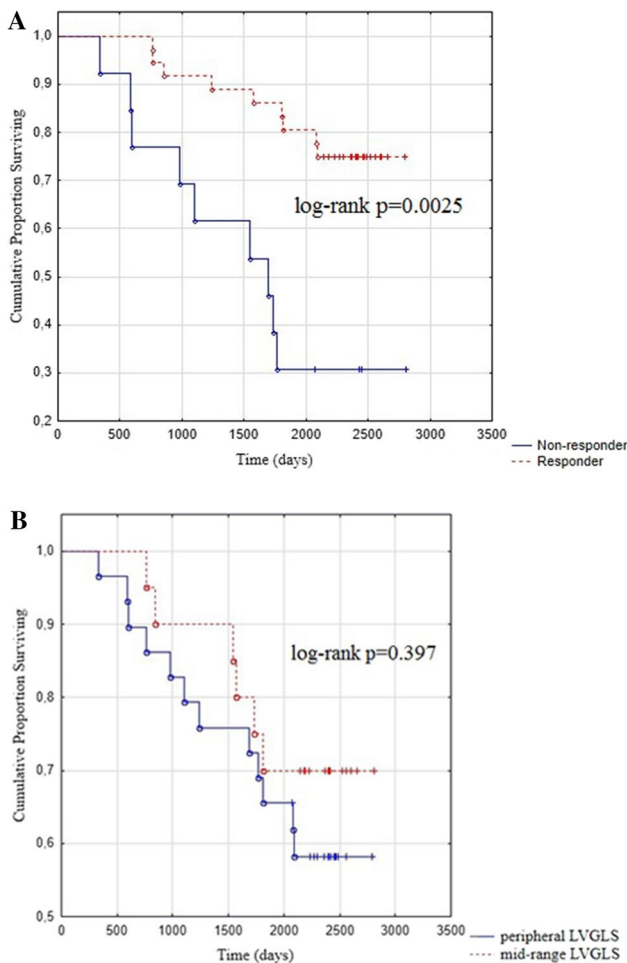 A
1,0
0,9
0,8
0,7
0,6
0,5
0,4
0,3
0,2
Cumulative Proportion Surviving
log-rank p=0.0025
0 500 1000 1500 2000 2500 3000 3500
Time (days)
Non-responder
Responder
B
1,0
0,9
0,8
0,7
0,6
0,5
Cumulative Proportion Surviving
log-rank p=0.397
0 500 1000 1500 2000 2500 3000 3500
Time (days)
peripheral LVGLS
mid-range LVGLS